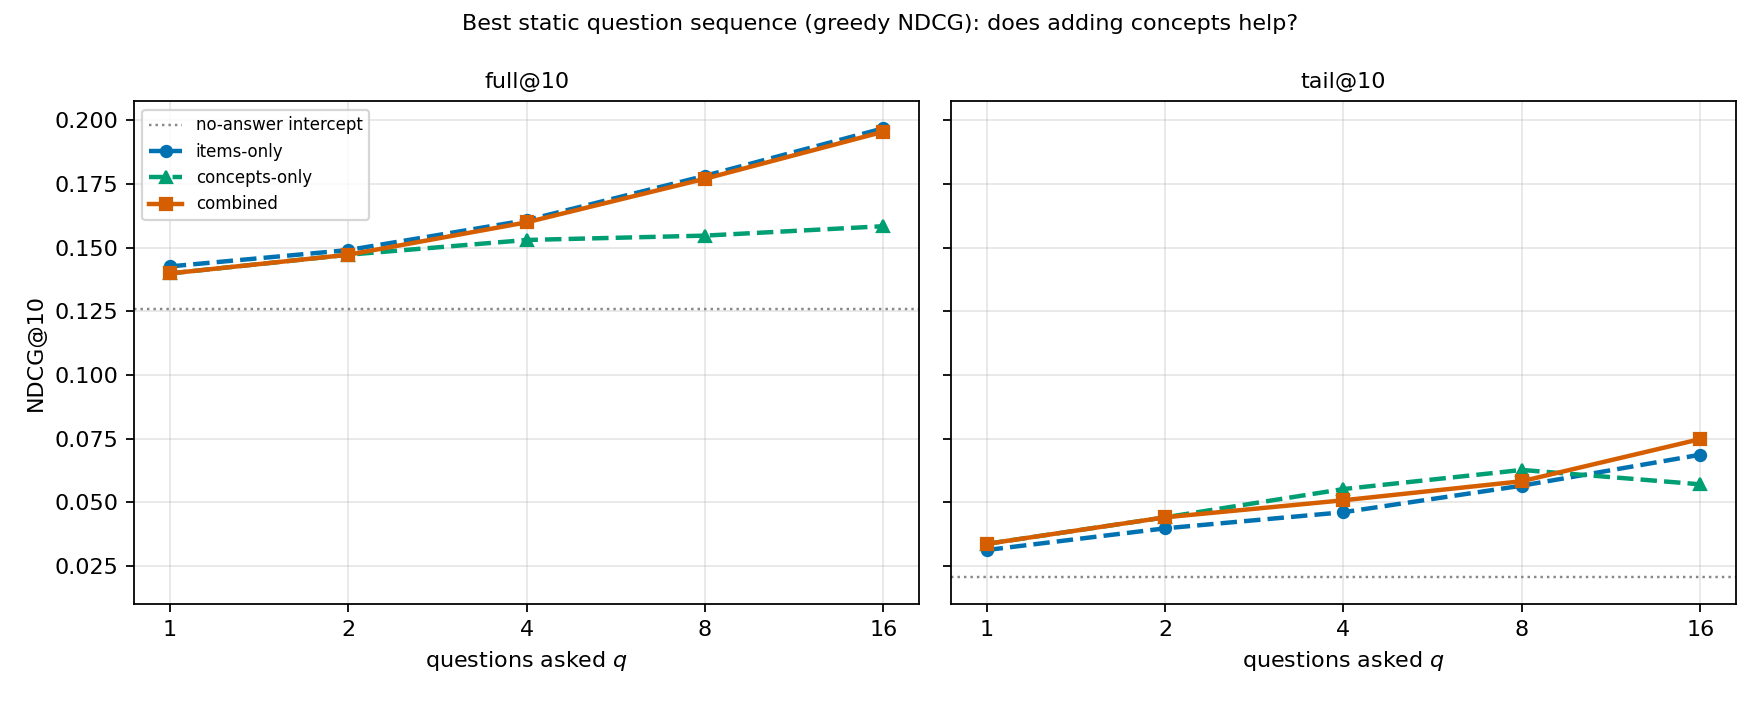 Best static question sequence (greedy NDCG): does adding concepts help?
full@10
NDCG@10
0.200
0.175
0.150
0.125
0.100
0.075
0.050
0.025
no-answer intercept
items-only
concepts-only
combined
1 2 4 8 16
questions asked q
tail@10
1 2 4 8 16
questions asked q